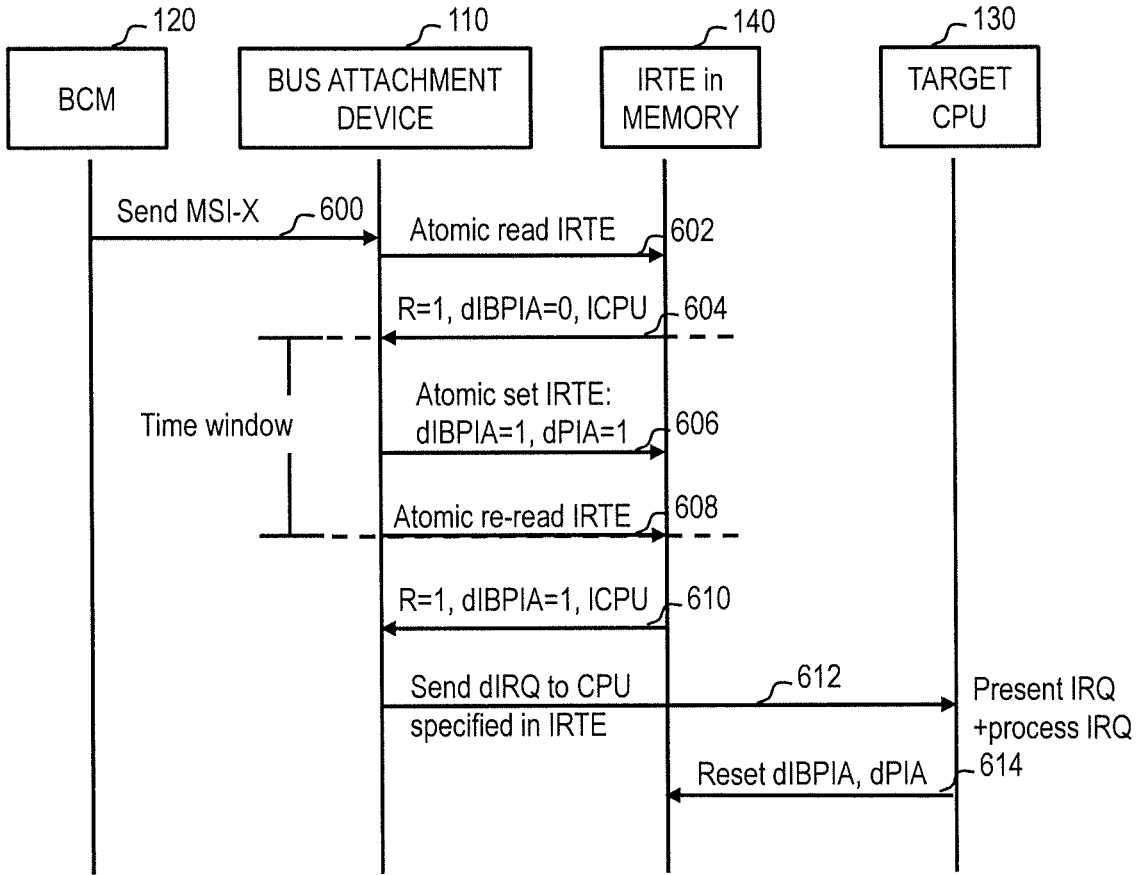 120
110
140
130
BCM
BUS ATTACHMENT
DEVICE
IRTE in
MEMORY
TARGET
CPU
Send MSI-X
600
Atomic read IRTE
602
R=1, dIBPIA=0, ICPU
604
Time window
Atomic set IRTE:
dIBPIA=1, dPIA=1
606
Atomic re-read IRTE
608
R=1, dIBPIA=1, ICPU
610
Send dIRQ to CPU
specified in IRTE
612
Present IRQ
+process IRQ
Reset dIBPIA, dPIA
614